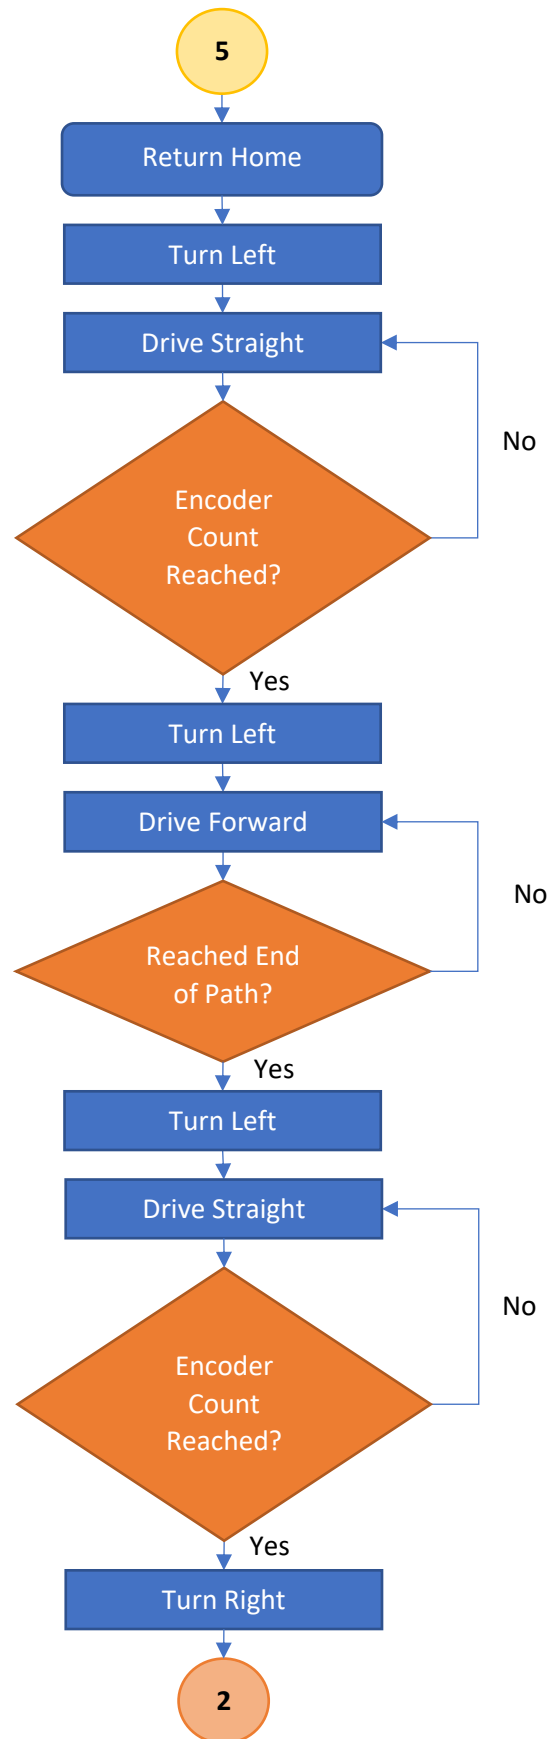 5
Return Home
Turn Left
Drive Straight
No
Encoder
Count
Reached?
Yes
Turn Left
Drive Forward
No
Reached End
of Path?
Yes
Turn Left
Drive Straight
No
Encoder
Count
Reached?
Yes
Turn Right
2